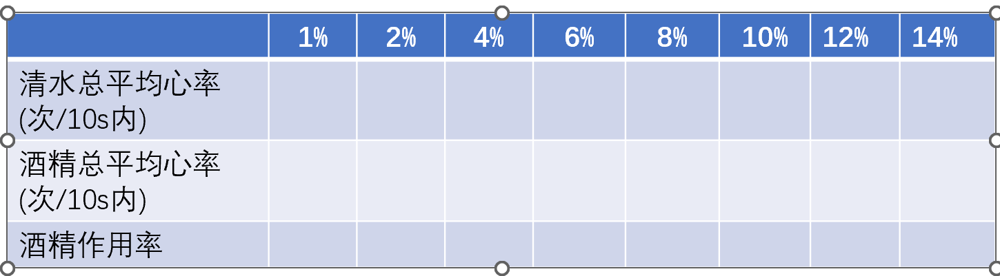 1% 2% 4% 6% 8% 10% 12% 14%
清水总平均心率
(次/10s内)
酒精总平均心率
(次/10s内)
酒精作用率